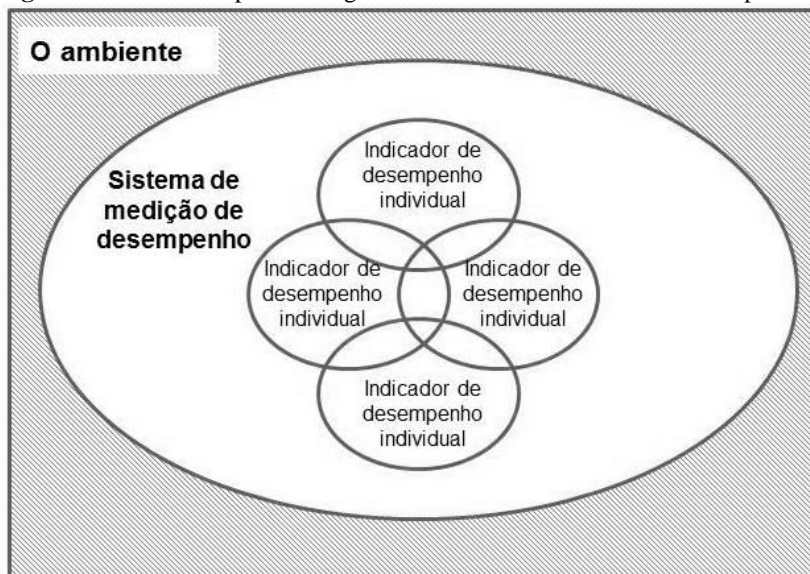 O ambiente
Sistema de
medição de
desempenho
Indicador de
desempenho
individual
Indicador de
desempenho
individual
Indicador de
desempenho
individual
Indicador de
desempenho
individual